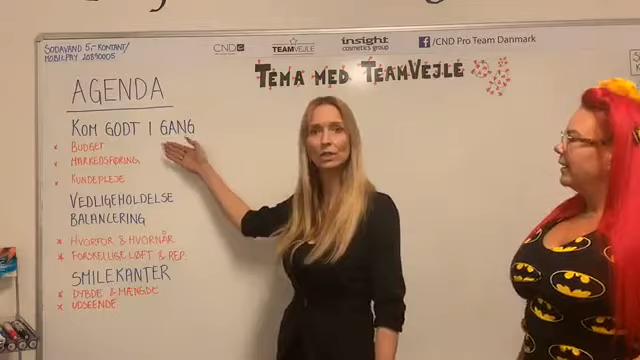 SODAVAND 5,- KONTANT/
MOBILEPAY 20890005
CND
TEAMVEJLE
insight
cosmetics group
/CND Pro Team Danmark
TEMA MED TEAMVEJLE
AGENDA
KOM GODT I GANG
x BUDGET
x MARKEDSFØRING
x KUNDEPLEJE
VEDLIGEHOLDELSE
BALANCERING
x HVORFOR & HVORNÅR
x FORSKELLIGE LØFT & REP.
SMILEKANTER
x DYBDE & MÆNGDE
x UDSEENDE